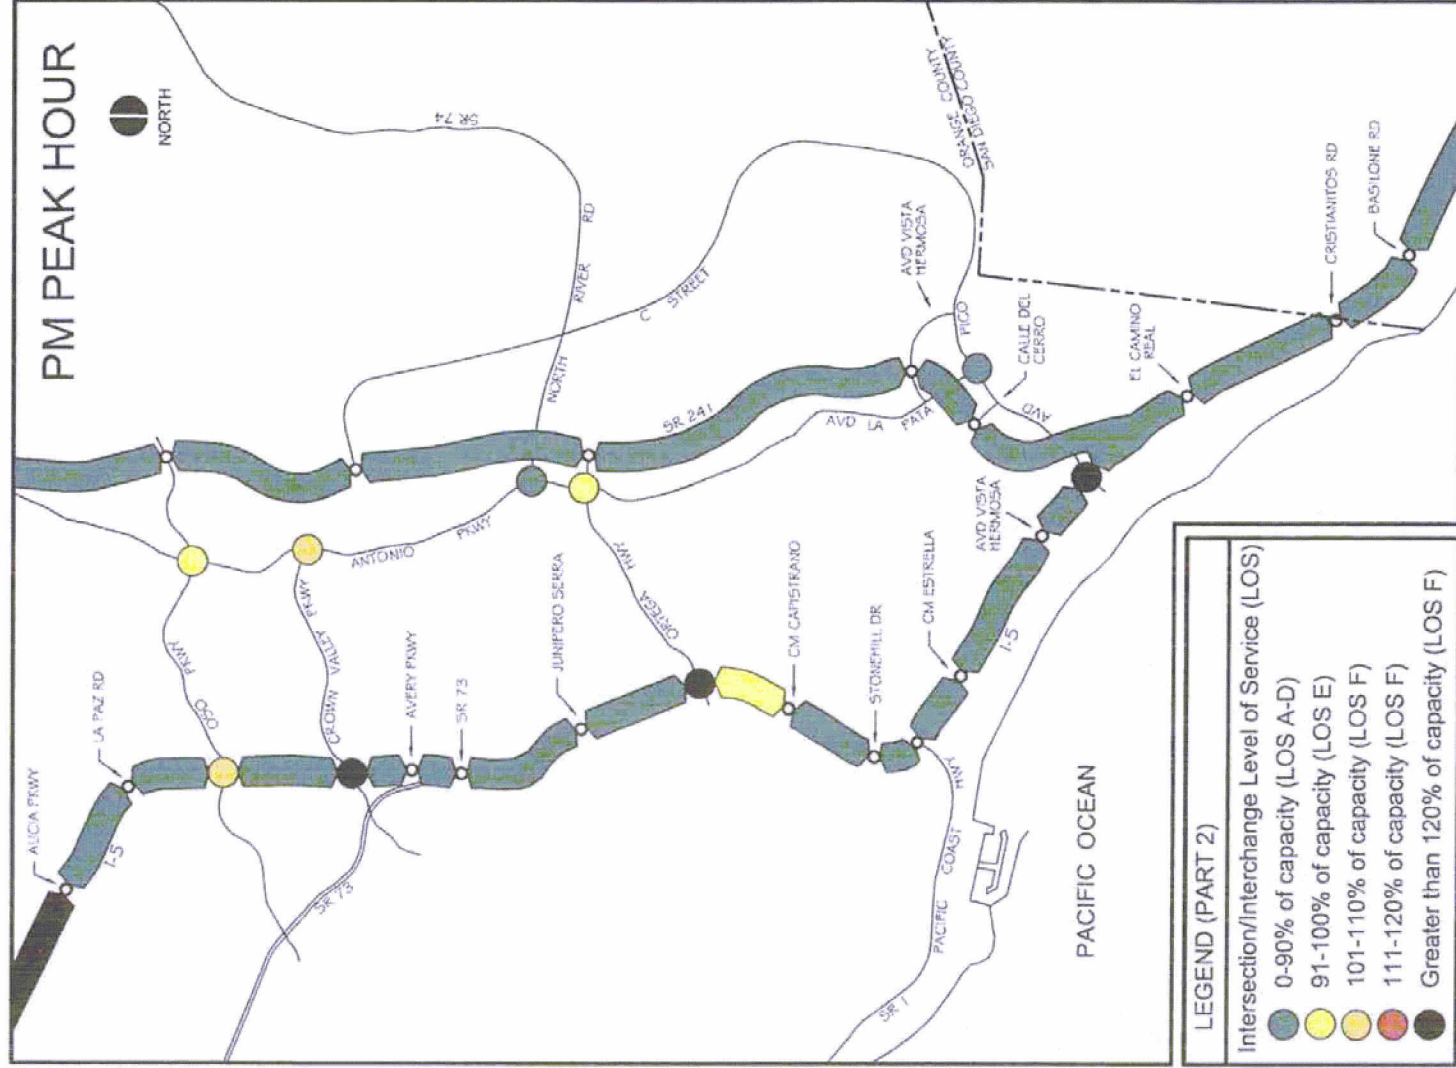 PM PEAK HOUR
NORTH
ALICIA PKWY
LA PAZ RD
I-5
OSO
PKWY
CROWN
VALLEY
PKWY
ANTONIO
PKWY
AVERY PKWY
SR 73
SR 73
JUNIPERO SERRA
ORTEGA
HWY
SR 74
NORTH
RIVER
RD
C
STREET
SR 241
AVD
LA
PATA
AVD VISTA
HERMOSA
PICO
AVD
CALLE DEL
CERRO
ORANGE COUNTY
SAN DIEGO COUNTY
EL CAMINO
REAL
CRISTIANITOS RD
BASILONE RD
AVD VISTA
HERMOSA
CM ESTRELLA
I-5
STONEHILL DR
CM CAPISTRANO
PACIFIC
COAST
HWY
SR 1
PACIFIC OCEAN
LEGEND (PART 2)
Intersection/Interchange Level of Service (LOS)
0-90% of capacity (LOS A-D)
91-100% of capacity (LOS E)
101-110% of capacity (LOS F)
111-120% of capacity (LOS F)
Greater than 120% of capacity (LOS F)